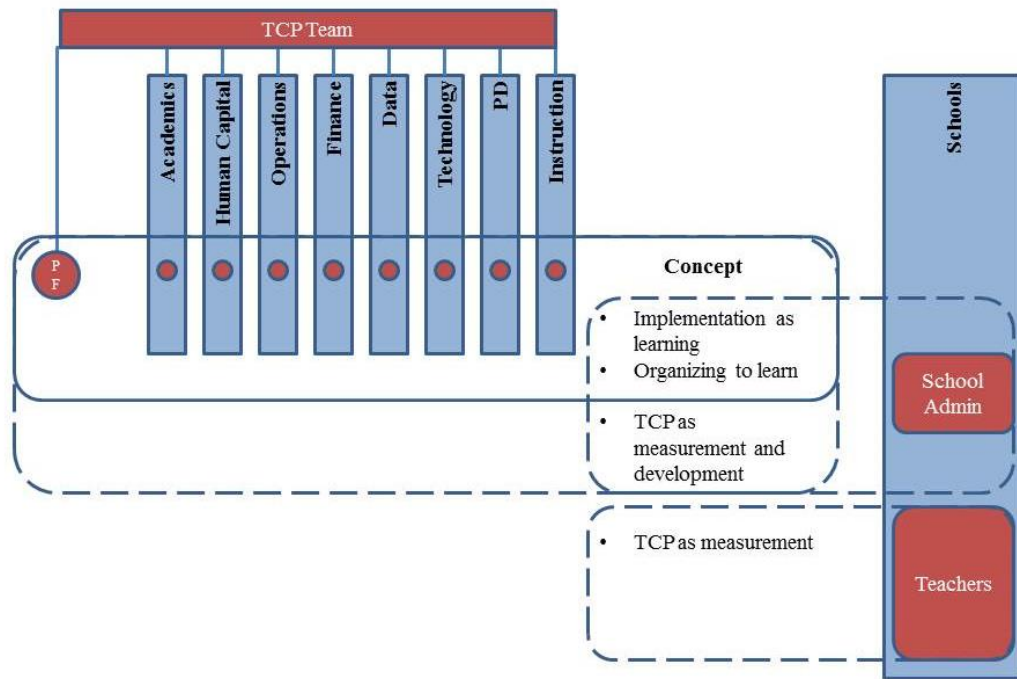 TCP Team
Academics
Human Capital
Operations
Finance
Data
Technology
PD
Instruction
Schools
P
F
Concept
• Implementation as
learning
• Organizing to learn
• TCP as
measurement and
development
School
Admin
• TCP as measurement
Teachers